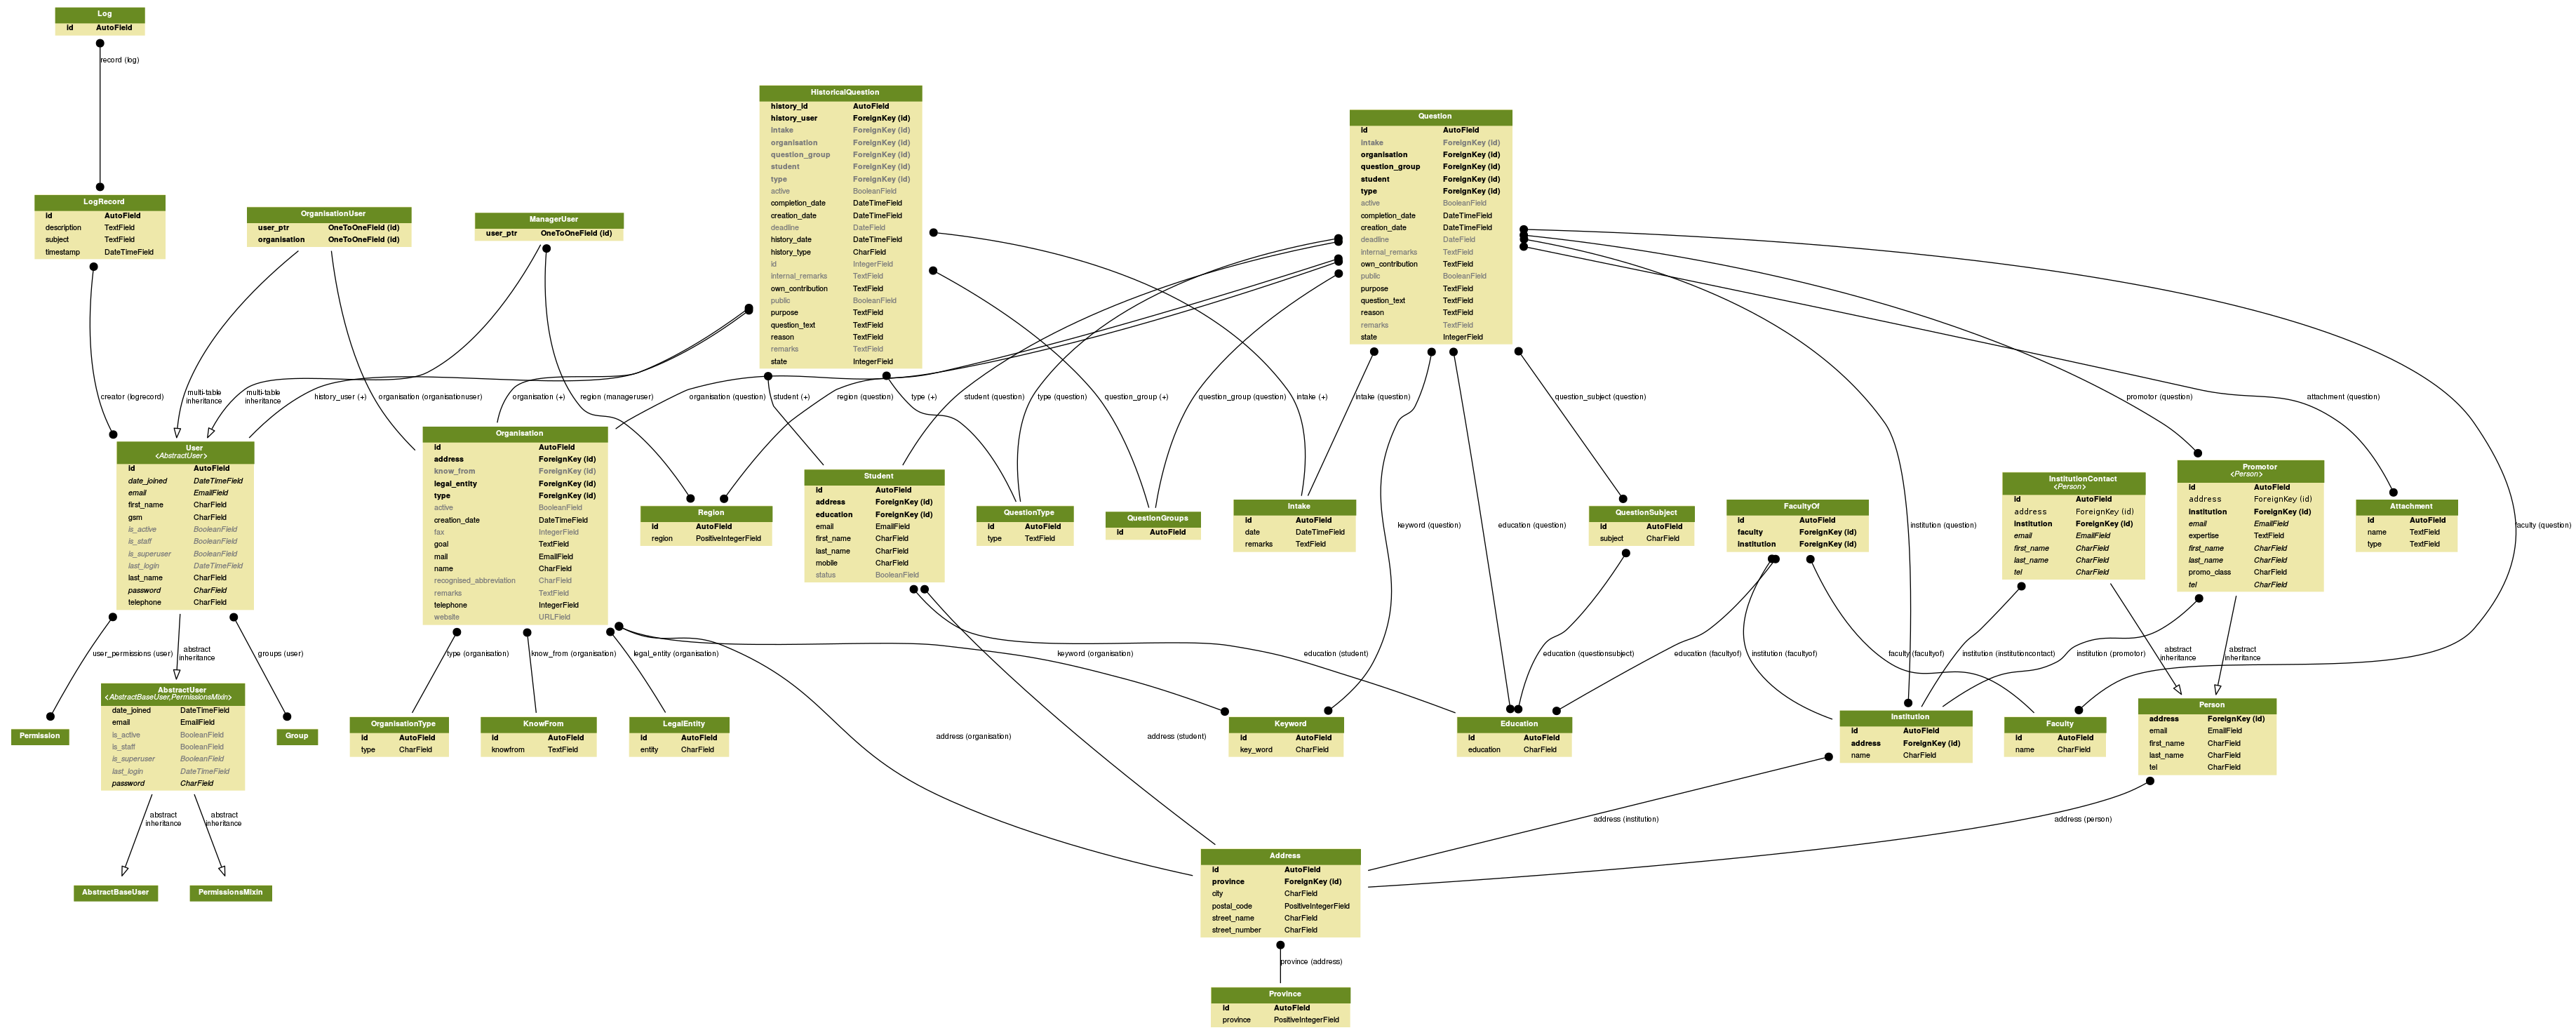 Log
id AutoField
record (log)
HistoricalQuestion
history_id AutoField
history_user ForeignKey (id)
intake ForeignKey (id)
organisation ForeignKey (id)
question_group ForeignKey (id)
student ForeignKey (id)
type ForeignKey (id)
active BooleanField
completion_date DateTimeField
creation_date DateTimeField
deadline DateField
history_date DateTimeField
history_type CharField
id IntegerField
internal_remarks TextField
own_contribution TextField
public BooleanField
purpose TextField
question_text TextField
reason TextField
remarks TextField
state IntegerField
Question
id AutoField
intake ForeignKey (id)
organisation ForeignKey (id)
question_group ForeignKey (id)
student ForeignKey (id)
type ForeignKey (id)
active BooleanField
completion_date DateTimeField
creation_date DateTimeField
deadline DateField
internal_remarks TextField
own_contribution TextField
public BooleanField
purpose TextField
question_text TextField
reason TextField
remarks TextField
state IntegerField
LogRecord
id AutoField
description TextField
subject TextField
timestamp DateTimeField
OrganisationUser
user_ptr OneToOneField (id)
organisation OneToOneField (id)
ManagerUser
user_ptr OneToOneField (id)
creator (logrecord)
multi-table
inheritance
multi-table
inheritance
history_user (+)
organisation (organisationuser)
organisation (+)
region (manageruser)
organisation (question)
student (+)
region (question)
type (+)
student (question)
type (question)
question_group (+)
question_group (question)
intake (+)
intake (question)
question_subject (question)
promotor (question)
attachment (question)
User
<AbstractUser>
id AutoField
date_joined DateTimeField
email EmailField
first_name CharField
gsm CharField
is_active BooleanField
is_staff BooleanField
is_superuser BooleanField
last_login DateTimeField
last_name CharField
password CharField
telephone CharField
Organisation
id AutoField
address ForeignKey (id)
know_from ForeignKey (id)
legal_entity ForeignKey (id)
type ForeignKey (id)
active BooleanField
creation_date DateTimeField
fax IntegerField
goal TextField
mail EmailField
name CharField
recognised_abbreviation CharField
remarks TextField
telephone IntegerField
website URLField
Region
id AutoField
region PositiveIntegerField
Student
id AutoField
address ForeignKey (id)
education ForeignKey (id)
email EmailField
first_name CharField
last_name CharField
mobile CharField
status BooleanField
QuestionType
id AutoField
type TextField
QuestionGroups
id AutoField
Intake
id AutoField
date DateTimeField
remarks TextField
keyword (question)
education (question)
QuestionSubject
id AutoField
subject CharField
FacultyOf
id AutoField
faculty ForeignKey (id)
institution ForeignKey (id)
institution (question)
InstitutionContact
<Person>
id AutoField
address ForeignKey (id)
institution ForeignKey (id)
email EmailField
first_name CharField
last_name CharField
tel CharField
Promotor
<Person>
id AutoField
address ForeignKey (id)
institution ForeignKey (id)
email EmailField
expertise TextField
first_name CharField
last_name CharField
promo_class CharField
tel CharField
Attachment
id AutoField
name TextField
type TextField
faculty (question)
user_permissions (user)
abstract
inheritance
groups (user)
type (organisation)
know_from (organisation)
legal_entity (organisation)
keyword (organisation)
education (student)
education (questionsubject)
education (facultyof)
institution (facultyof)
faculty (facultyof)
institution (institutioncontact)
institution (promotor)
abstract
inheritance
abstract
inheritance
Permission
AbstractUser
<AbstractBaseUser,PermissionsMixin>
date_joined DateTimeField
email EmailField
is_active BooleanField
is_staff BooleanField
is_superuser BooleanField
last_login DateTimeField
password CharField
Group
OrganisationType
id AutoField
type CharField
KnowFrom
id AutoField
knowfrom TextField
LegalEntity
id AutoField
entity CharField
address (organisation)
address (student)
Keyword
id AutoField
key_word CharField
Education
id AutoField
education CharField
Institution
id AutoField
address ForeignKey (id)
name CharField
Faculty
id AutoField
name CharField
Person
address ForeignKey (id)
email EmailField
first_name CharField
last_name CharField
tel CharField
abstract
inheritance
abstract
inheritance
address (institution)
address (person)
AbstractBaseUser
PermissionsMixin
Address
id AutoField
province ForeignKey (id)
city CharField
postal_code PositiveIntegerField
street_name CharField
street_number CharField
province (address)
Province
id AutoField
province PositiveIntegerField